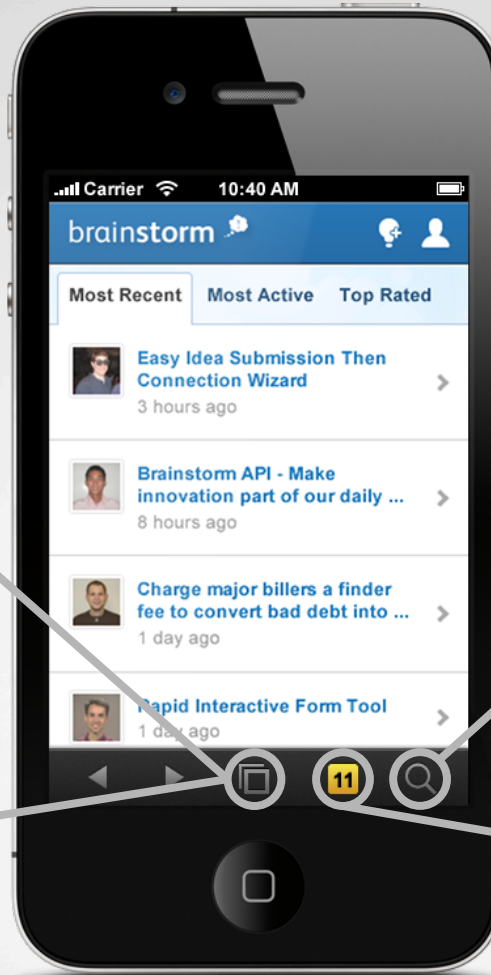 Carrier 10:40 AM
brainstorm
Most Recent Most Active Top Rated
Easy Idea Submission Then
Connection Wizard
3 hours ago
Brainstorm API - Make
innovation part of our daily ...
8 hours ago
Charge major billers a finder
fee to convert bad debt into ...
1 day ago
Rapid Interactive Form Tool
1 day ago
11